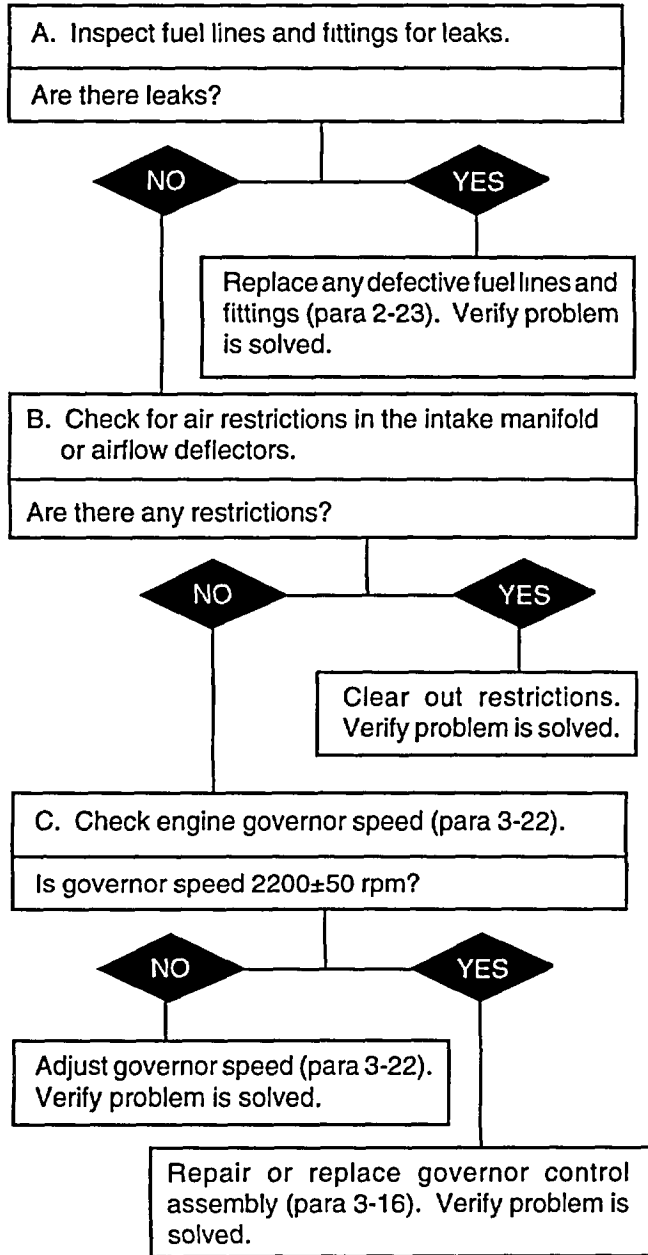 A. Inspect fuel lines and fittings for leaks.
Are there leaks?
NO
YES
Replace any defective fuel lines and
fittings (para 2-23). Verify problem
is solved.
B. Check for air restrictions in the intake manifold
or airflow deflectors.
Are there any restrictions?
NO
YES
Clear out restrictions.
Verify problem is solved.
C. Check engine governor speed (para 3-22).
Is governor speed 2200±50 rpm?
NO
YES
Adjust governor speed (para 3-22).
Verify problem is solved.
Repair or replace governor control
assembly (para 3-16). Verify problem is
solved.